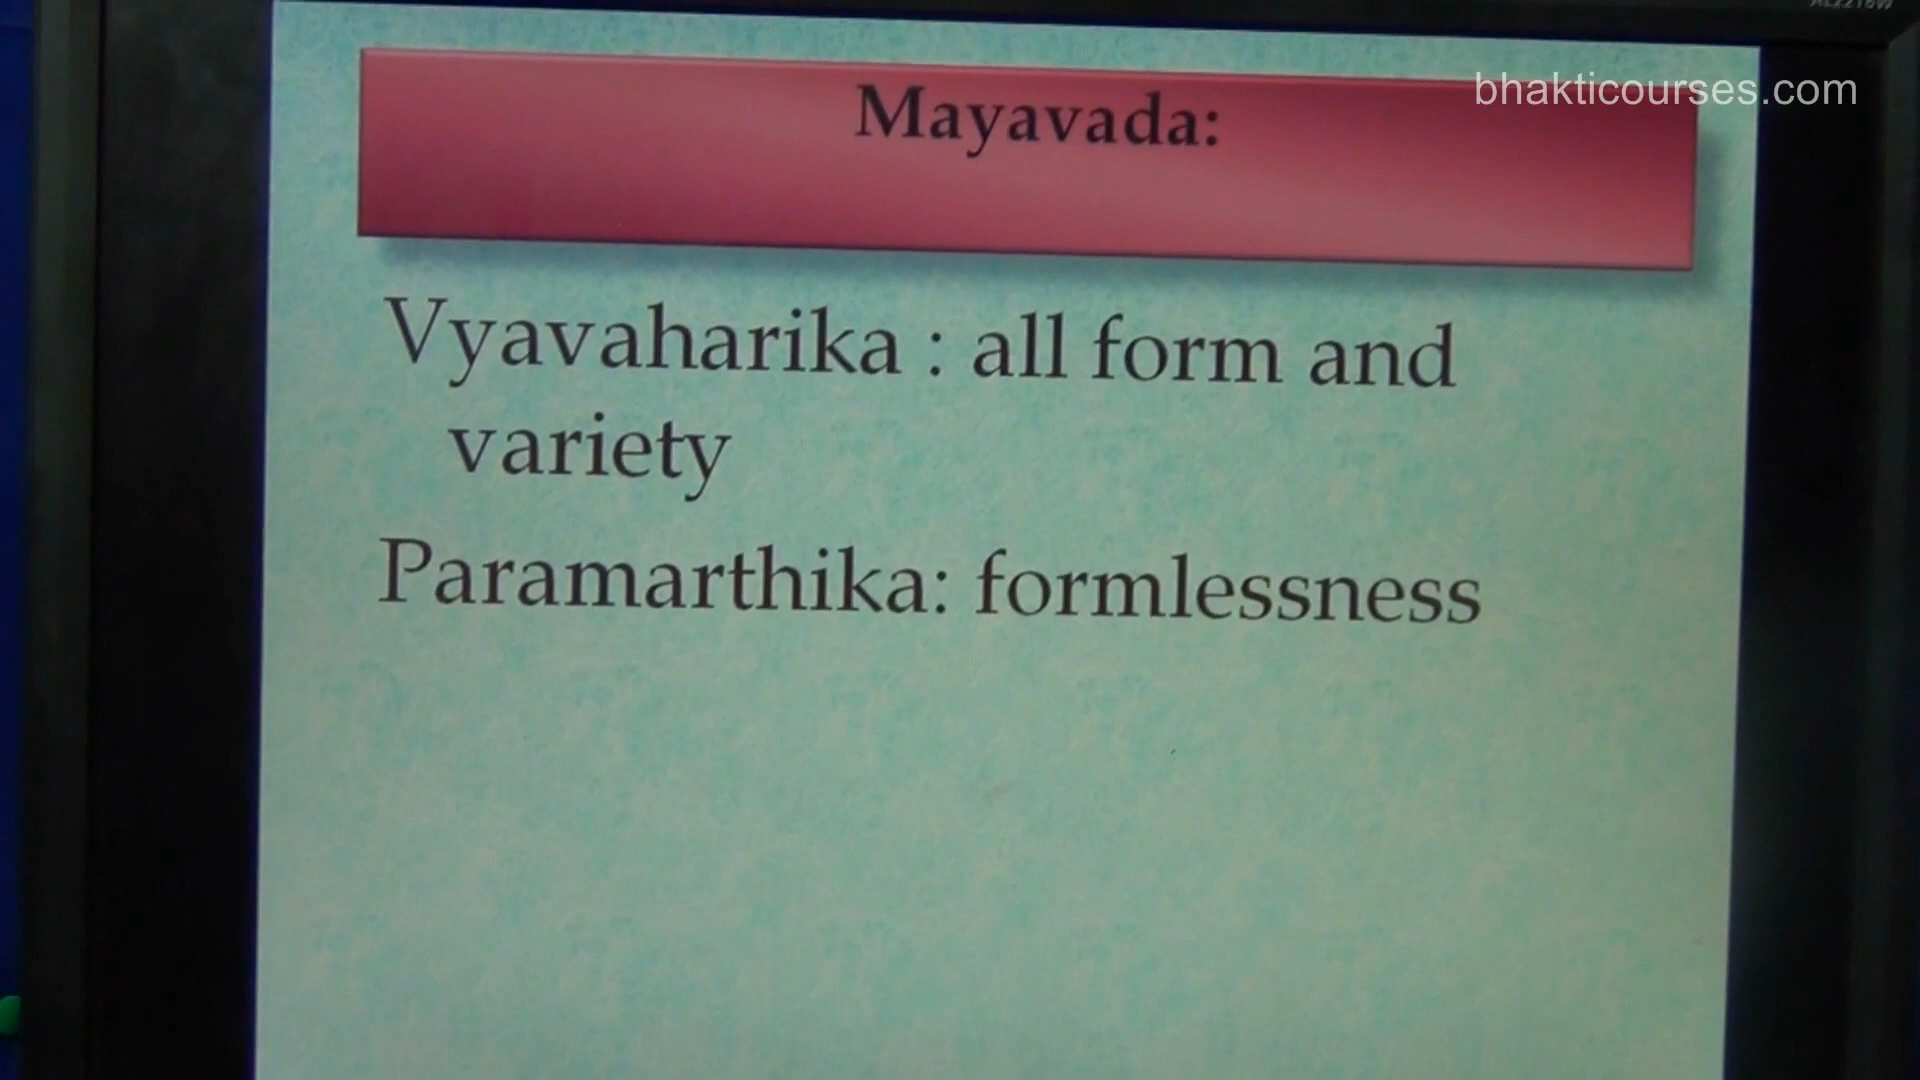 bhakticourses.com
Mayavada:
Vyavaharika : all form and
variety
Paramarthika: formlessness